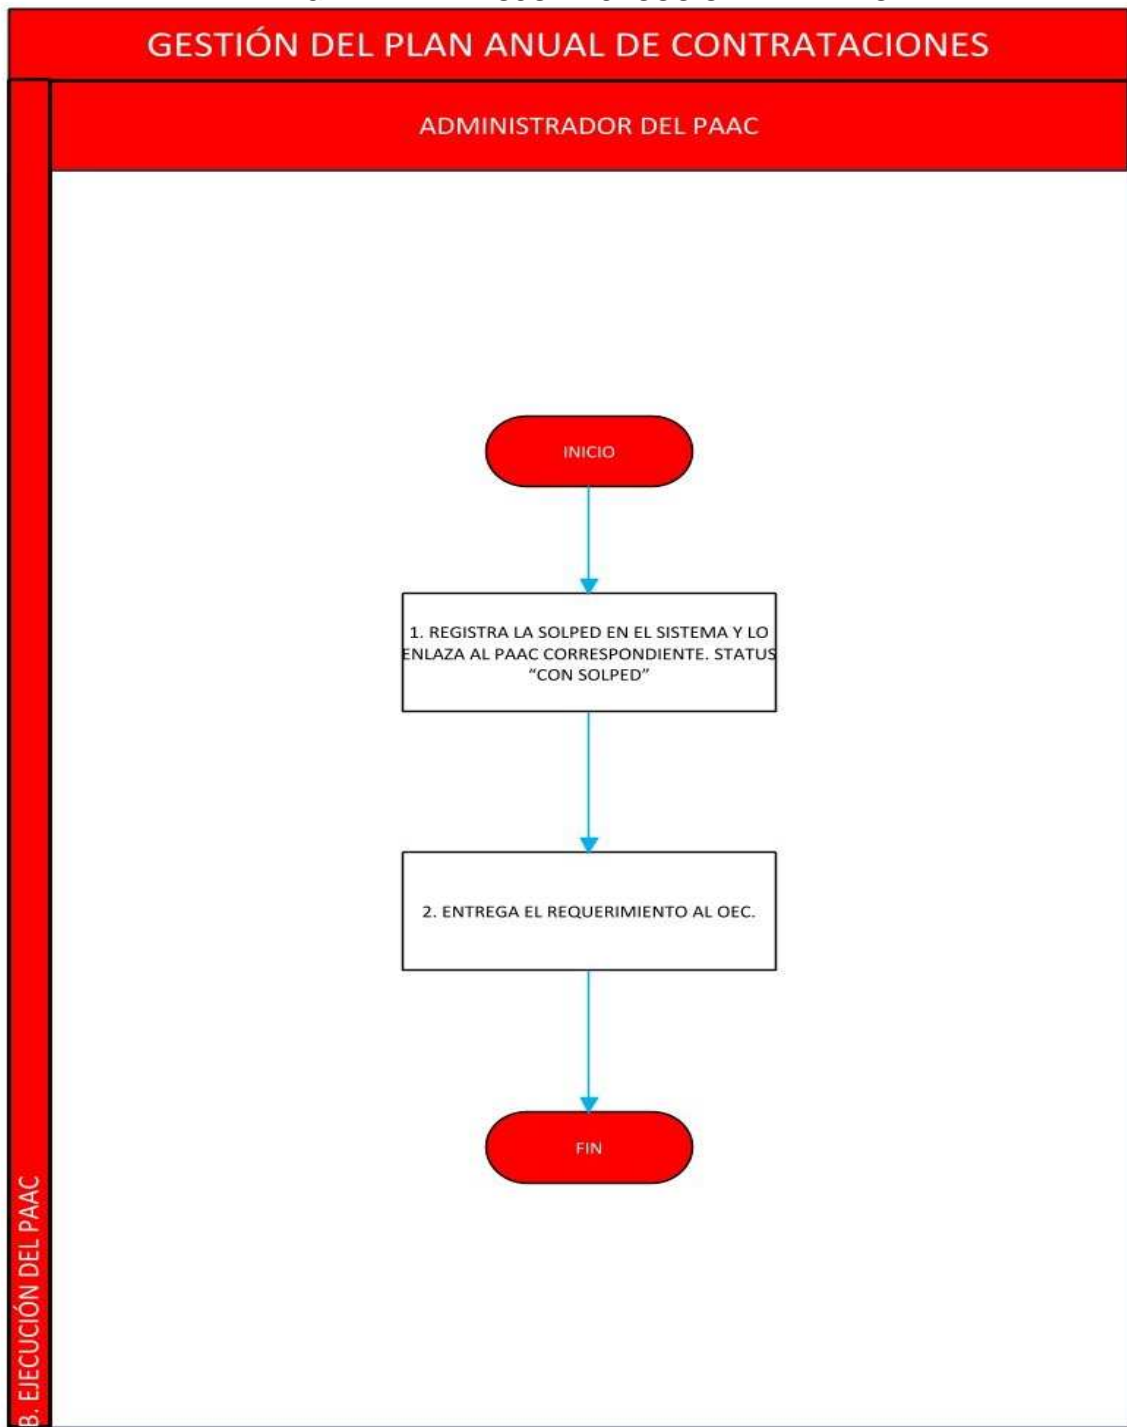 GESTIÓN DEL PLAN ANUAL DE CONTRATACIONES
ADMINISTRADOR DEL PAAC
INICIO
1. REGISTRA LA SOLPED EN EL SISTEMA Y LO
ENLAZA AL PAAC CORRESPONDIENTE. STATUS
“CON SOLPED”
2. ENTREGA EL REQUERIMIENTO AL OEC.
FIN
B. EJECUCIÓN DEL PAAC